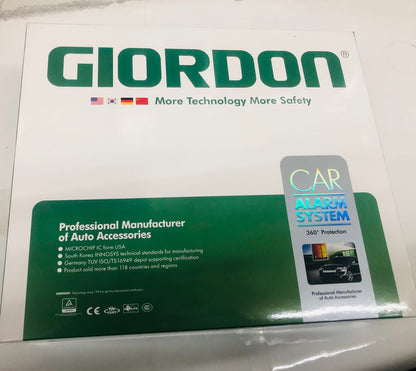 GIORDON®
More Technology More Safety
CAR
ALARM
SYSTEM
360° Protection
Professional Manufacturer
of Auto Accessories
Professional Manufacturer
of Auto Accessories
• MICROCHIP IC form USA
• South Korea INNOSYS technical standards for manufacturing
• Germany TUV ISO/TS16949 depot supporting certification
• Product sold more than 118 countries and regions
CE